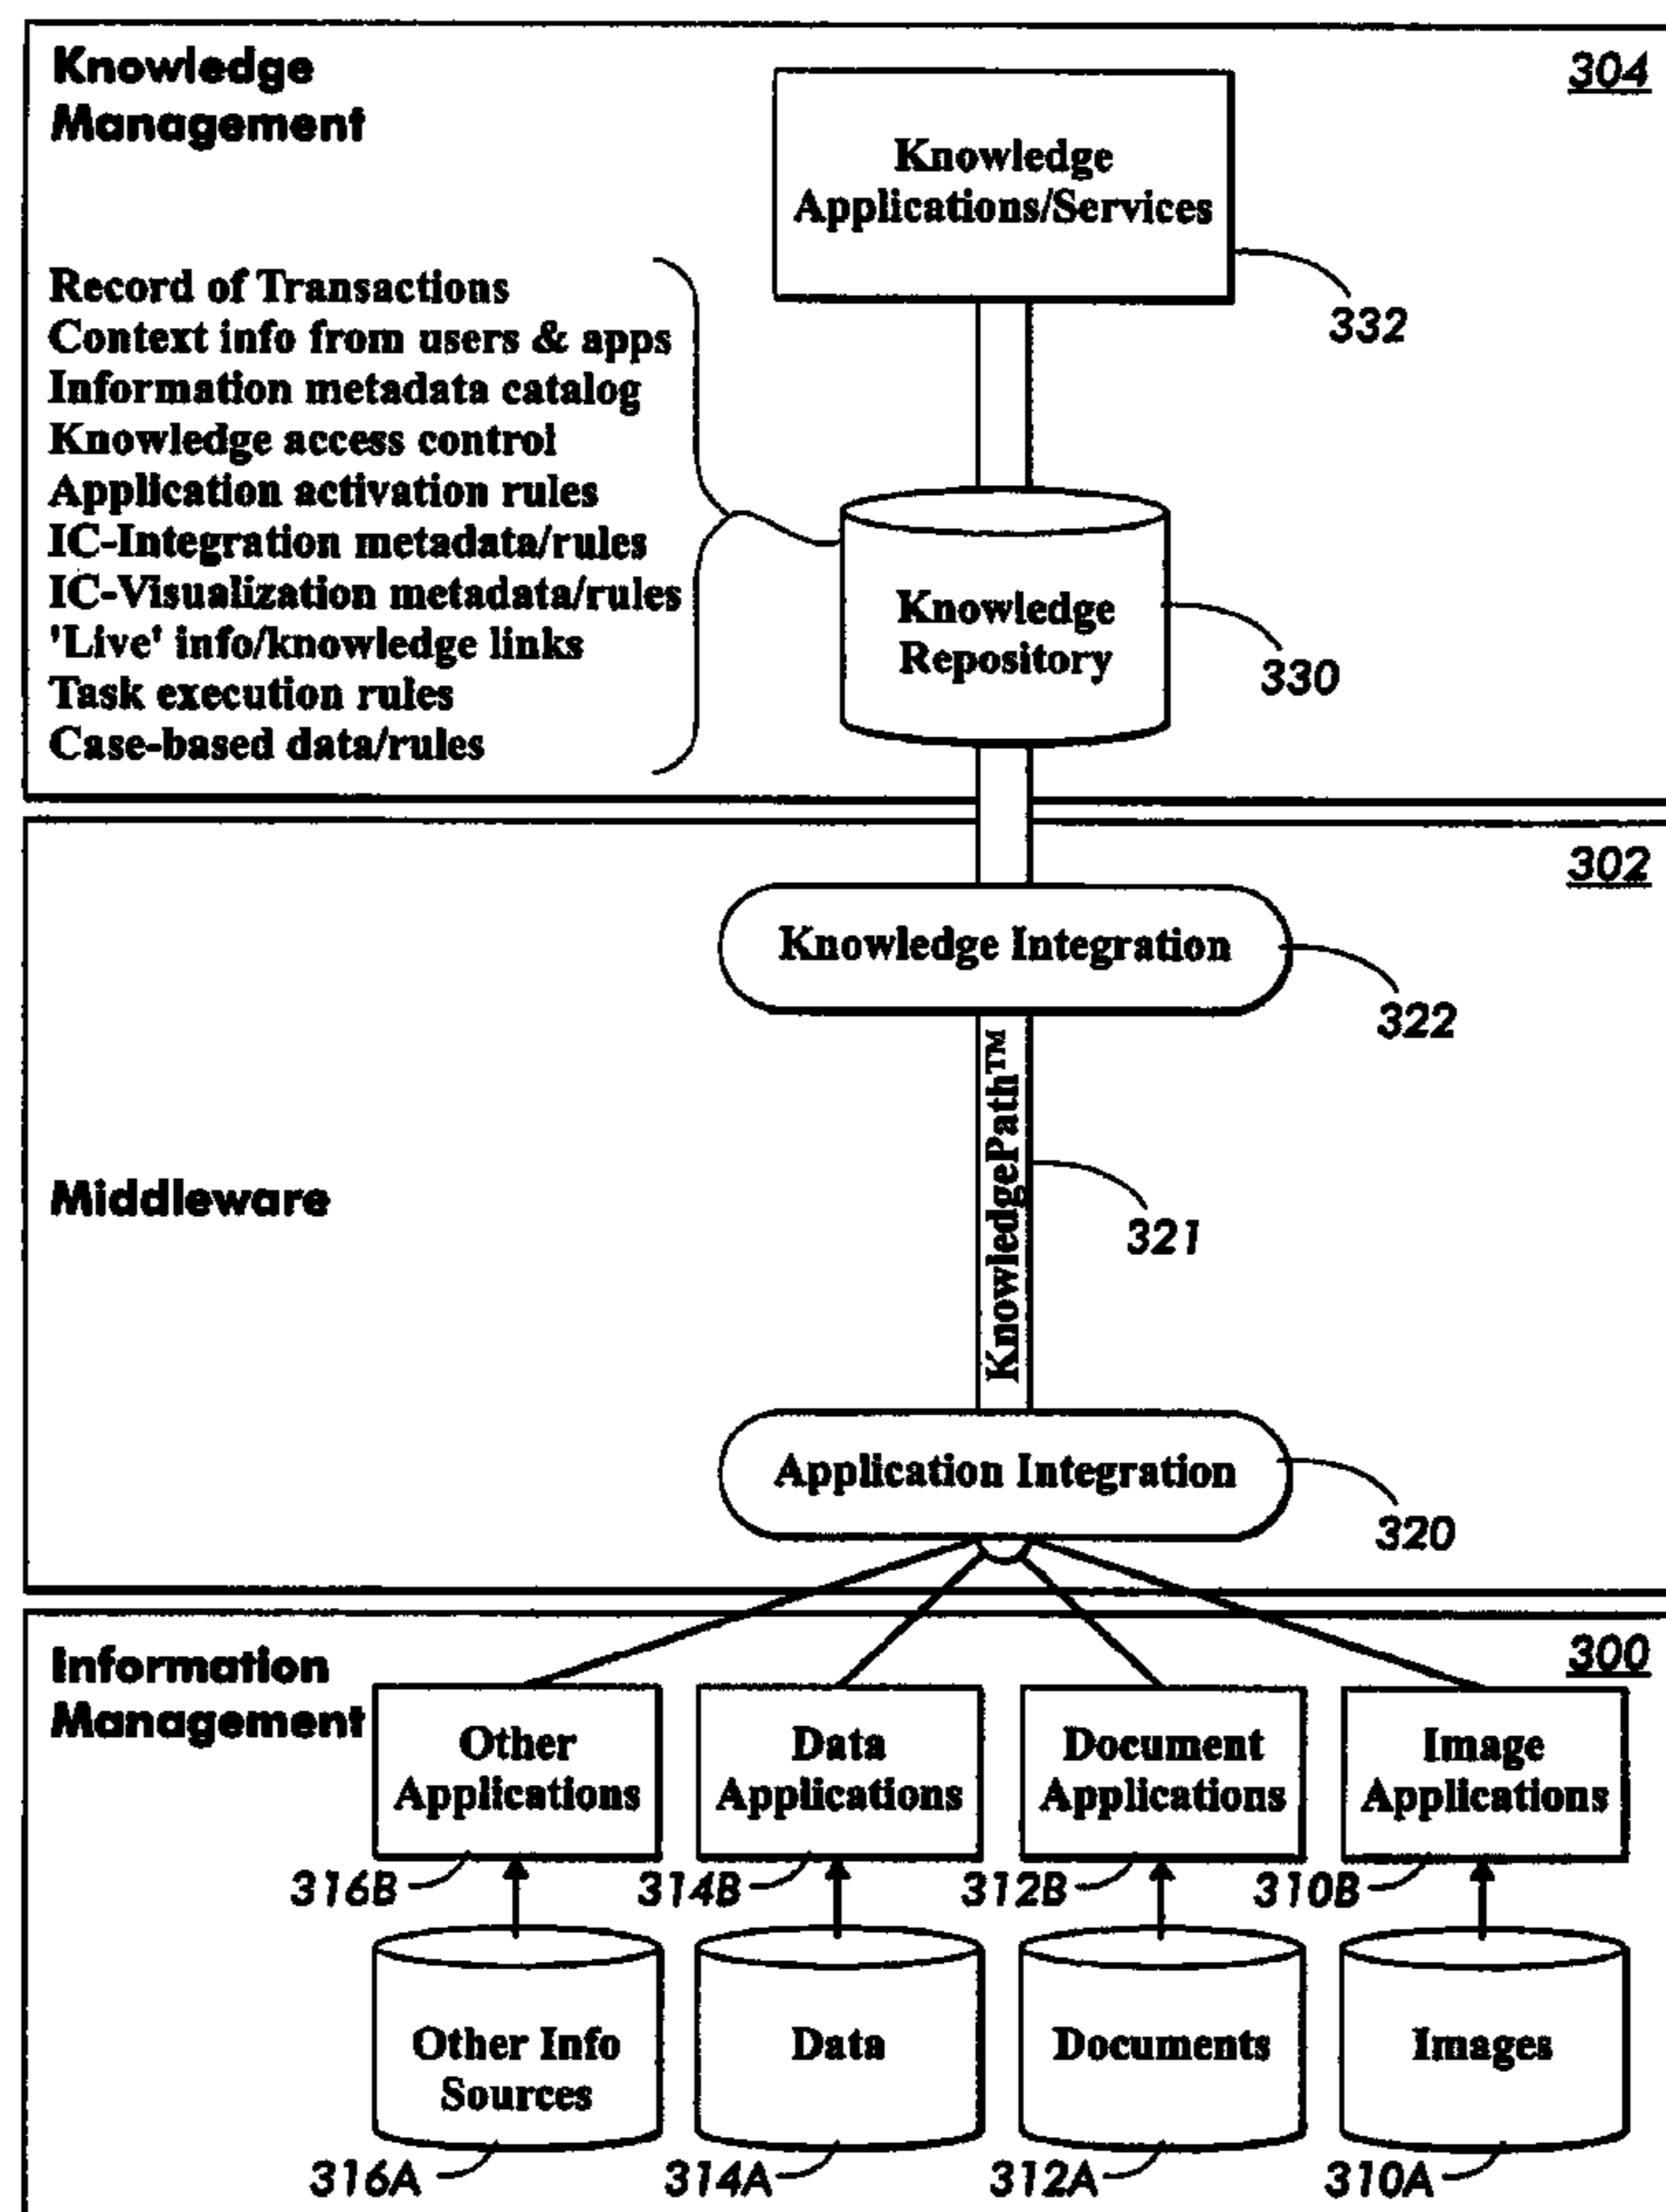 Knowledge
Management
304
Knowledge
Applications/Services
332
Record of Transactions
Context info from users & apps
Information metadata catalog
Knowledge access control
Application activation rules
IC-Integration metadata/rules
IC-Visualization metadata/rules
'Live' info/knowledge links
Task execution rules
Case-based data/rules
Knowledge
Repository
330
302
Knowledge Integration
322
KnowledgePath™
321
Middleware
Application Integration
320
Information
Management
300
Other
Applications
316B
Data
Applications
314B
Document
Applications
312B
Image
Applications
310B
Other Info
Sources
316A
Data
314A
Documents
312A
Images
310A